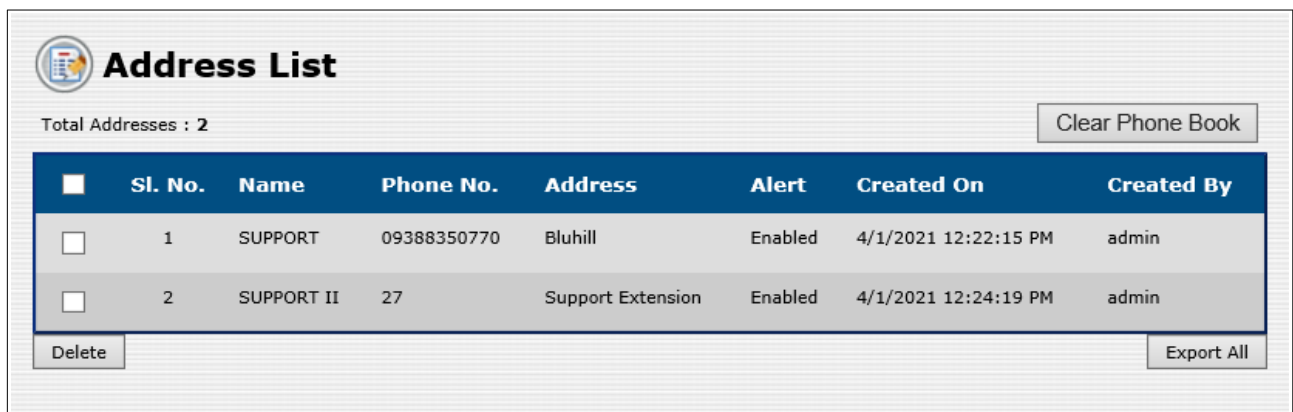 Address List
Total Addresses : 2
Clear Phone Book
Sl. No. Name Phone No. Address Alert Created On Created By
1 SUPPORT 09388350770 Bluhill Enabled 4/1/2021 12:22:15 PM admin
2 SUPPORT II 27 Support Extension Enabled 4/1/2021 12:24:19 PM admin
Delete Export All